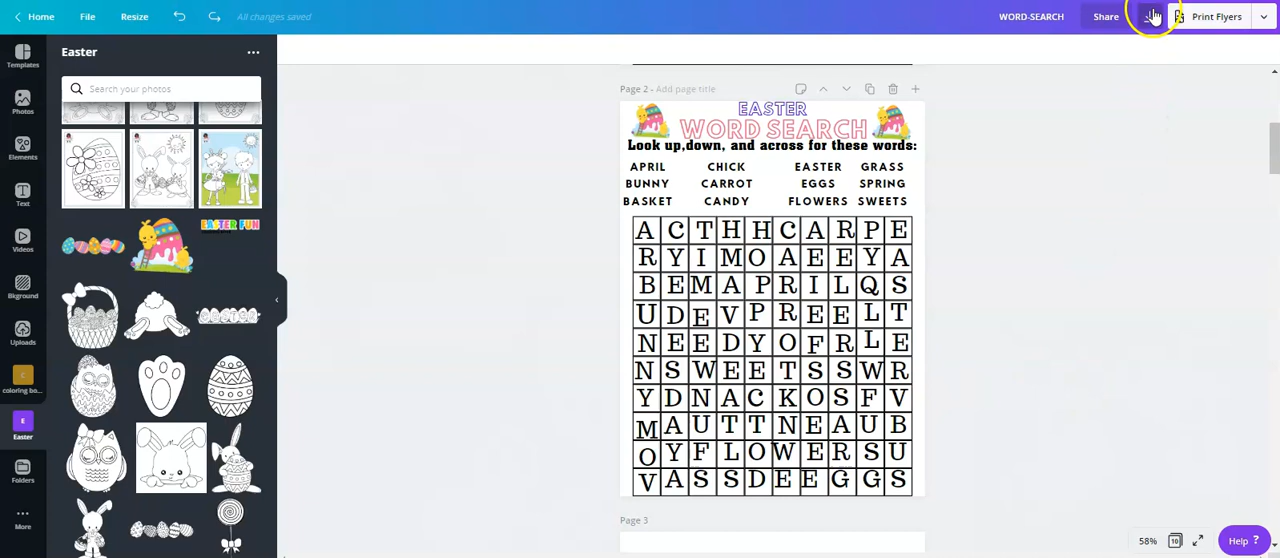 Home File Resize All changes saved WORD-SEARCH Share Print Flyers
Easter
Search your photos
Templates
Photos
Elements
Text
Videos
Bkground
Uploads
coloring bo...
E
Easter
Folders
More
EASTER FUN
Page 2 - Add page title
EASTER
WORD SEARCH
Look up,down, and across for these words:
APRIL CHICK EASTER GRASS
BUNNY CARROT EGGS SPRING
BASKET CANDY FLOWERS SWEETS
A C T H H C A R P E
R Y I M O A E E Y A
B E M A P R I L Q S
U D E V P R E E L T
N E E D Y O F R L E
N S W E E T S S W R
Y D N A C K O S F V
M A U T T N E A U B
O Y F L O W E R S U
V A S S D E E G G S
Page 3
58% 10 Help ?